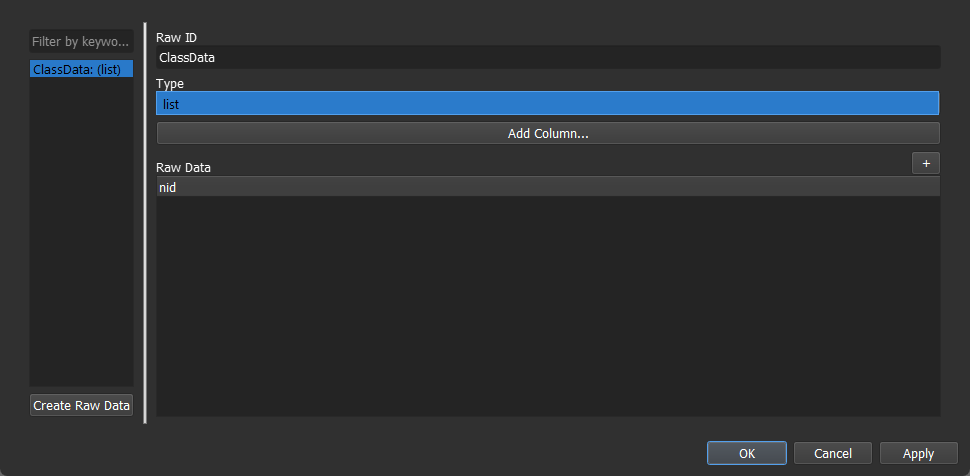 Filter by keywo...
ClassData: (list)
Create Raw Data
Raw ID
ClassData
Type
list
Add Column...
Raw Data
+
nid
OK
Cancel
Apply